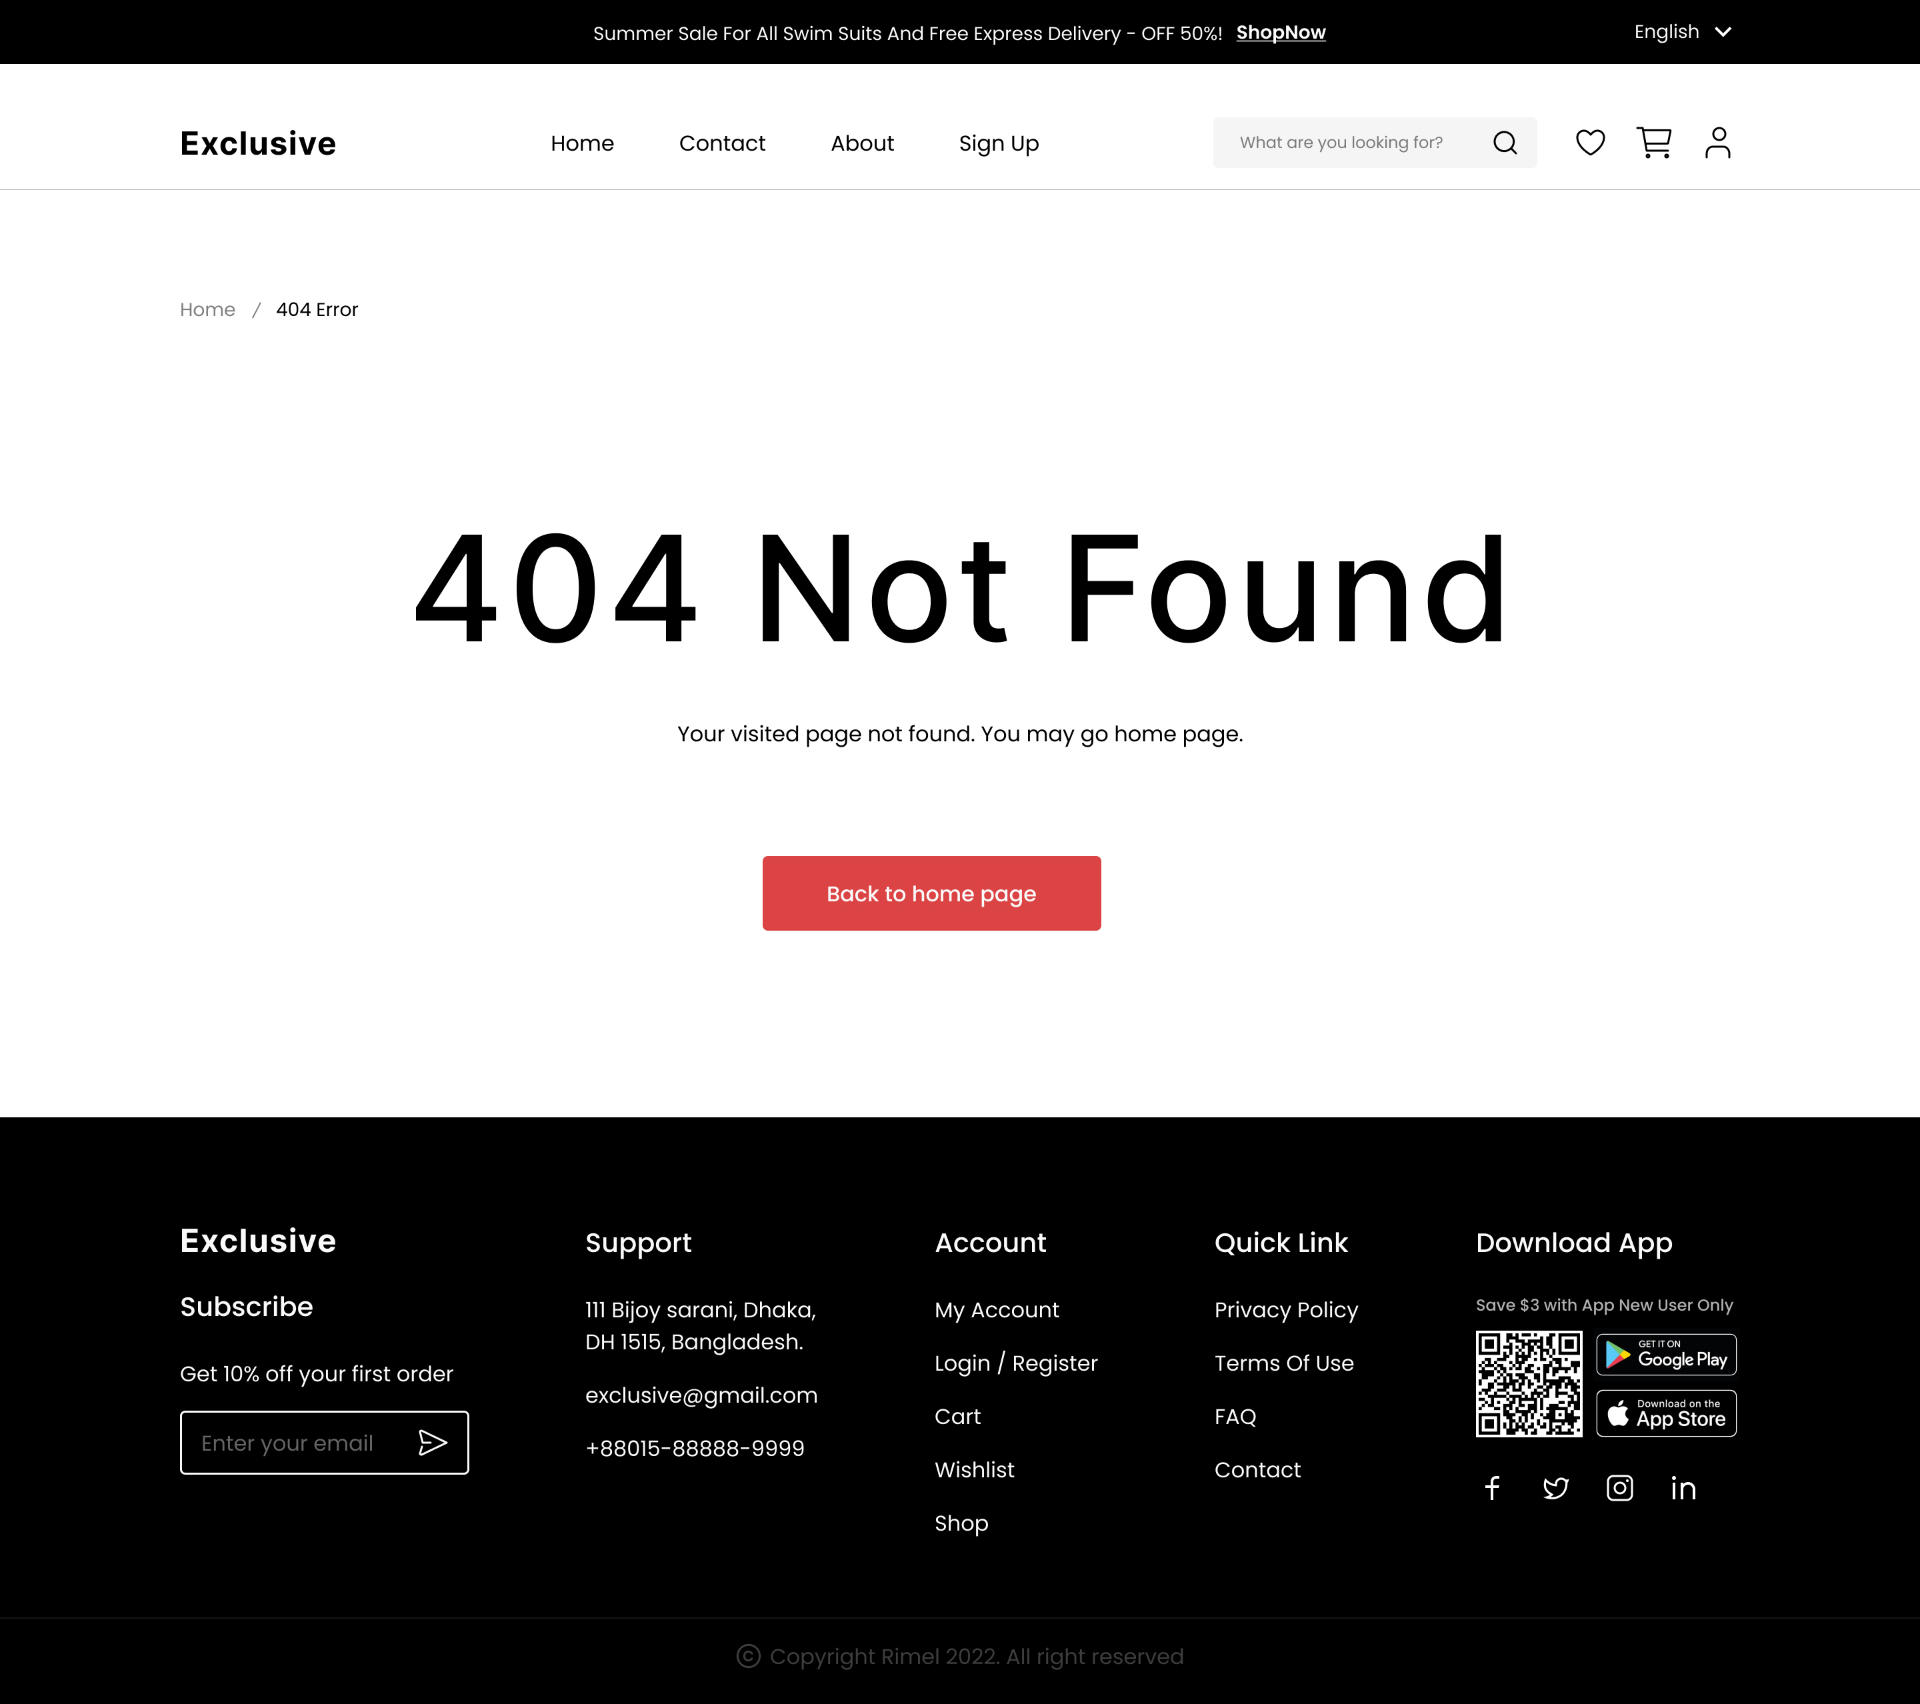 Summer Sale For All Swim Suits And Free Express Delivery - OFF 50%! ShopNow
English
Exclusive
Home
Contact
About
Sign Up
What are you looking for?
Home / 404 Error
404 Not Found
Your visited page not found. You may go home page.
Back to home page
Exclusive
Subscribe
Get 10% off your first order
Enter your email
Support
111 Bijoy sarani, Dhaka,
DH 1515, Bangladesh.
exclusive@gmail.com
+88015-88888-9999
Account
My Account
Login / Register
Cart
Wishlist
Shop
Quick Link
Privacy Policy
Terms Of Use
FAQ
Contact
Download App
Save $3 with App New User Only
GET IT ON
Google Play
Download on the
App Store
© Copyright Rimel 2022. All right reserved